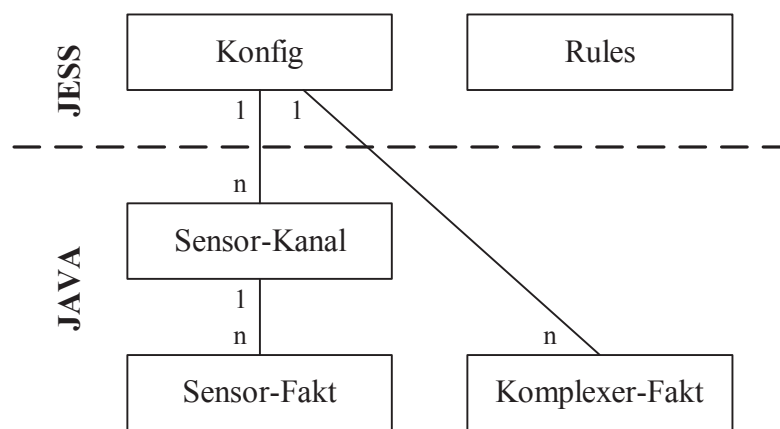 JESS
Konfig
Rules
1
1
n
JAVA
Sensor-Kanal
1
n
n
Sensor-Fakt
Komplexer-Fakt